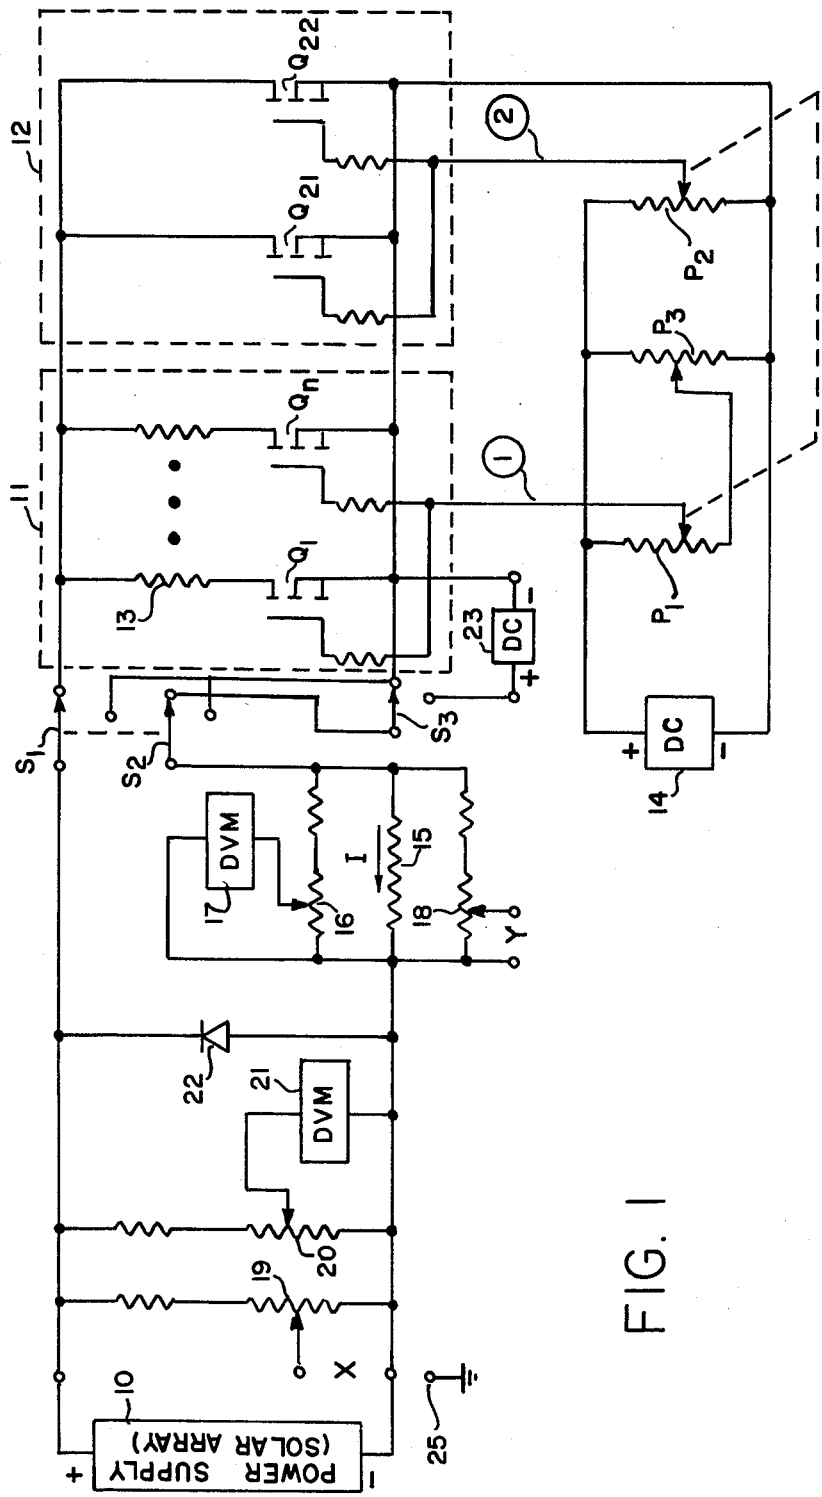 12
Q22
Q21
11
Qn
Q1
13
2
1
P2
P3
P1
23
DC
+
-
S1
S2
S3
DC
+
-
14
DVM
17
16
I
15
18
Y
22
21
DVM
20
19
X
10
POWER SUPPLY
(SOLAR ARRAY)
+
-
25
FIG. 1